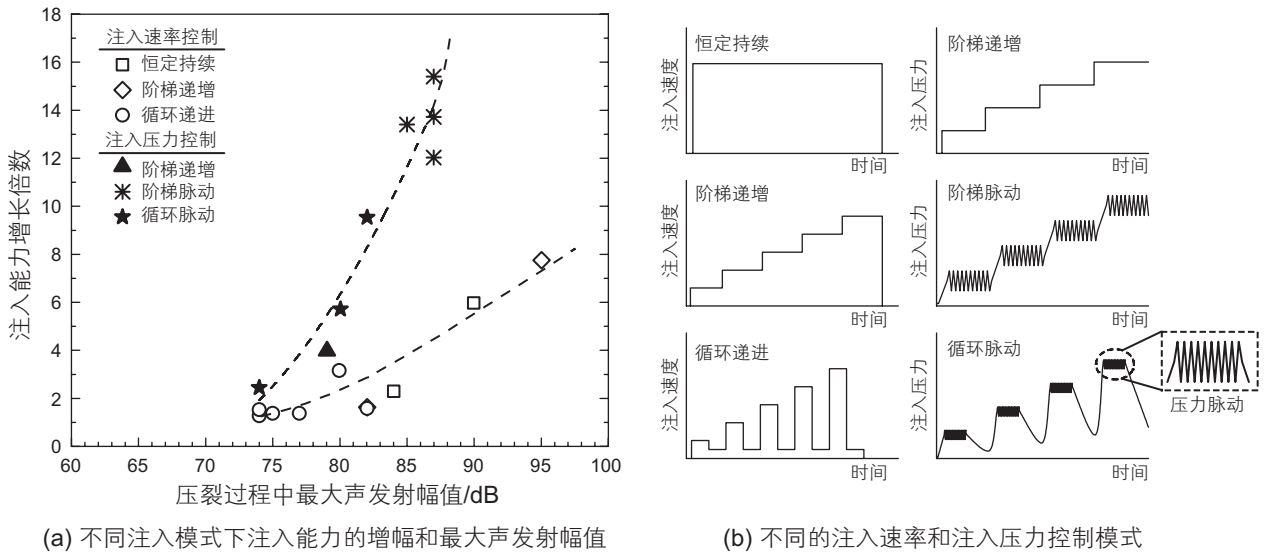 18
16
14
12
10
8
6
4
2
0
注入能力增长倍数
注入速率控制
恒定持续
阶梯递增
循环递进
注入压力控制
阶梯递增
阶梯脉动
循环脉动
60 65 70 75 80 85 90 95 100
压裂过程中最大声发射幅值/dB
(a) 不同注入模式下注入能力的增幅和最大声发射幅值
恒定持续
注入速度
时间
阶梯递增
注入压力
时间
阶梯递增
注入速度
时间
阶梯脉动
注入压力
时间
循环递进
注入速度
时间
循环脉动
注入压力
时间
压力脉动
(b) 不同的注入速率和注入压力控制模式